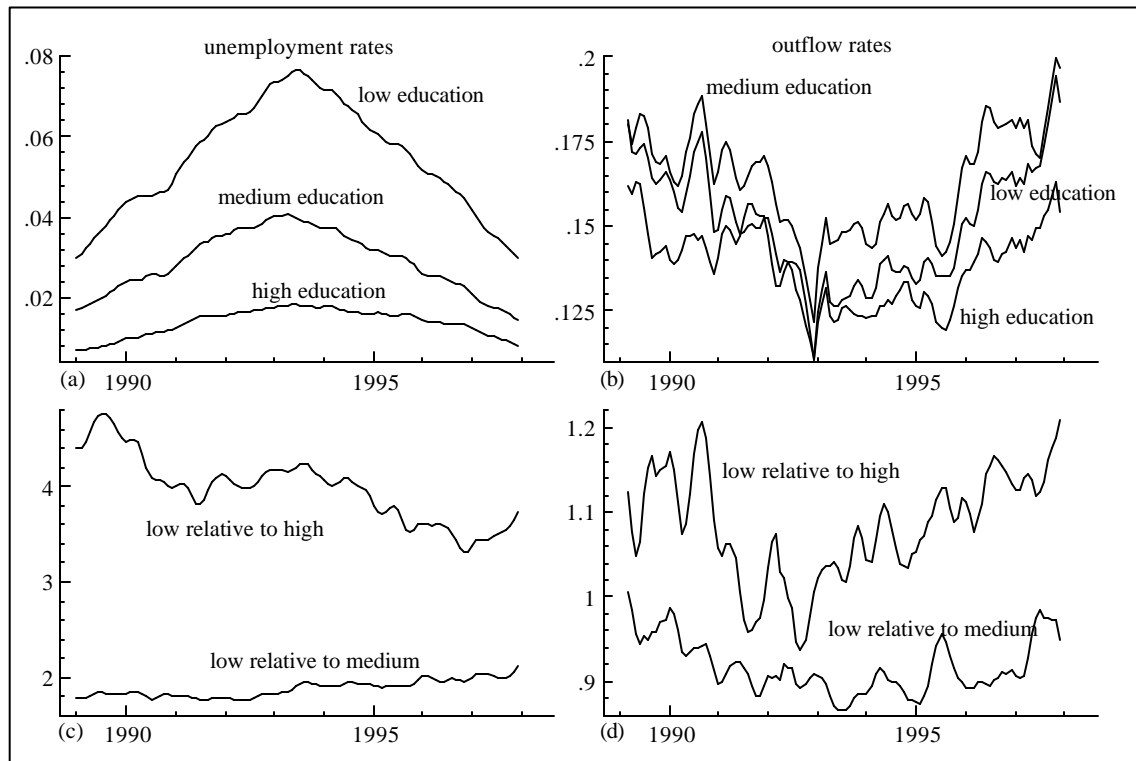 unemployment rates
.08
low education
.06
medium education
.04
high education
.02
(a)
1990
1995
outflow rates
.2
medium education
.175
low education
.15
high education
.125
(b)
1990
1995
4
low relative to high
3
low relative to medium
2
(c)
1990
1995
1.2
low relative to high
1.1
1
low relative to medium
.9
(d)
1990
1995